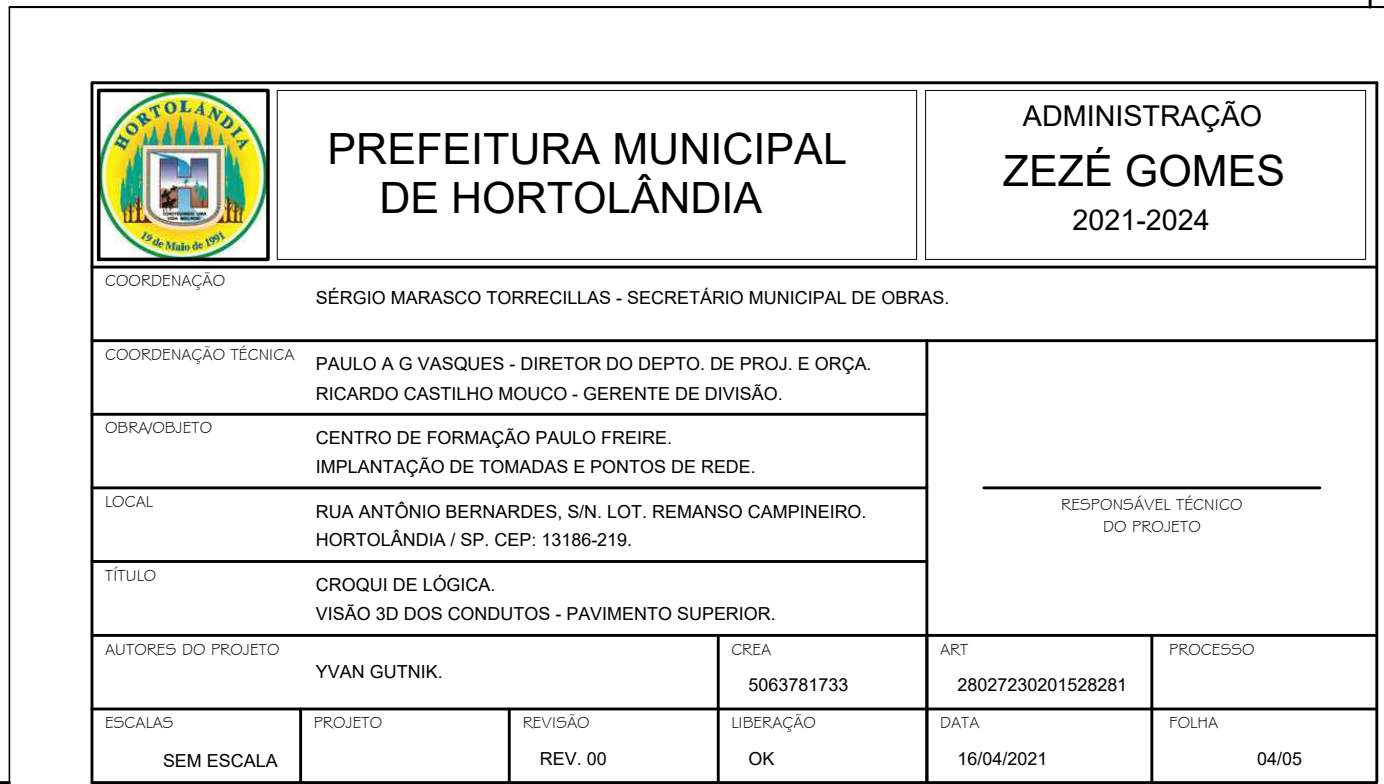 HORTOLANDIA
CONSTRUINDO UMA
VIDA MELHOR
19 de Maio de 1991
PREFEITURA MUNICIPAL
DE HORTOLÂNDIA
ADMINISTRAÇÃO
ZEZÉ GOMES
2021-2024
COORDENAÇÃO
SÉRGIO MARASCO TORRECILLAS - SECRETÁRIO MUNICIPAL DE OBRAS.
COORDENAÇÃO TÉCNICA
PAULO A G VASQUES - DIRETOR DO DEPTO. DE PROJ. E ORÇA.
RICARDO CASTILHO MOUCO - GERENTE DE DIVISÃO.
OBRA/OBJETO
CENTRO DE FORMAÇÃO PAULO FREIRE.
IMPLANTAÇÃO DE TOMADAS E PONTOS DE REDE.
LOCAL
RUA ANTÔNIO BERNARDES, S/N. LOT. REMANSO CAMPINEIRO.
HORTOLÂNDIA / SP. CEP: 13186-219.
TÍTULO
CROQUI DE LÓGICA.
VISÃO 3D DOS CONDUTOS - PAVIMENTO SUPERIOR.
RESPONSÁVEL TÉCNICO
DO PROJETO
AUTORES DO PROJETO
YVAN GUTNIK.
CREA
5063781733
ART
28027230201528281
PROCESSO
ESCALAS
SEM ESCALA
PROJETO
REVISÃO
REV. 00
LIBERAÇÃO
OK
DATA
16/04/2021
FOLHA
04/05